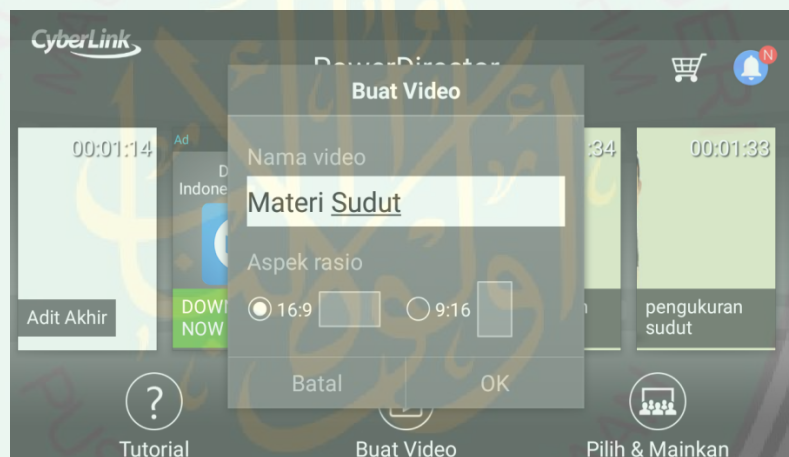 CyberLink
PowerDirector
N
Buat Video
00:01:14
Ad
:34
00:01:33
Nama video
Materi Sudut
Aspek rasio
16:9
9:16
Adit Akhir
NOW
pengukuran
sudut
Batal
OK
?
Tutorial
Buat Video
Pilih & Mainkan